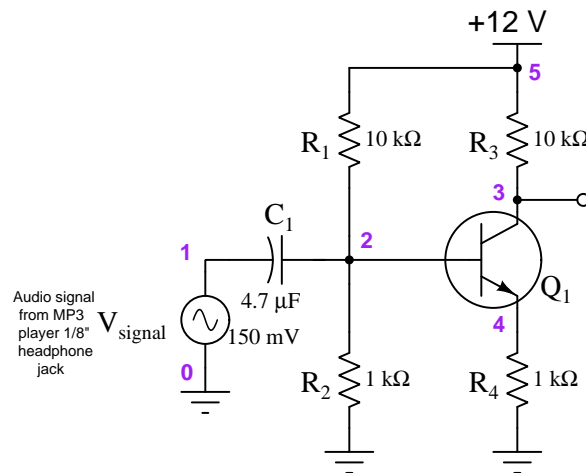 +12 V
5
R1
10 kΩ
R3
10 kΩ
3
C1
1
2
4.7 μF
Q1
Audio signal
from MP3
player 1/8"
headphone
jack
Vsignal
150 mV
4
0
R2
1 kΩ
R4
1 kΩ